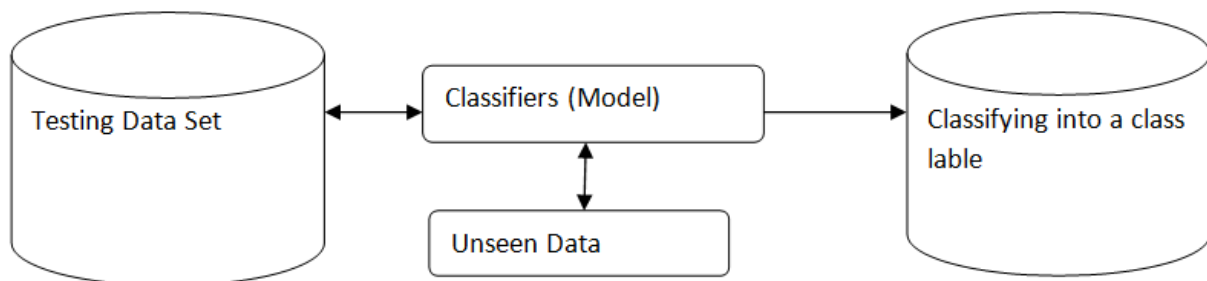 Testing Data Set
Classifiers (Model)
Classifying into a class
lable
Unseen Data